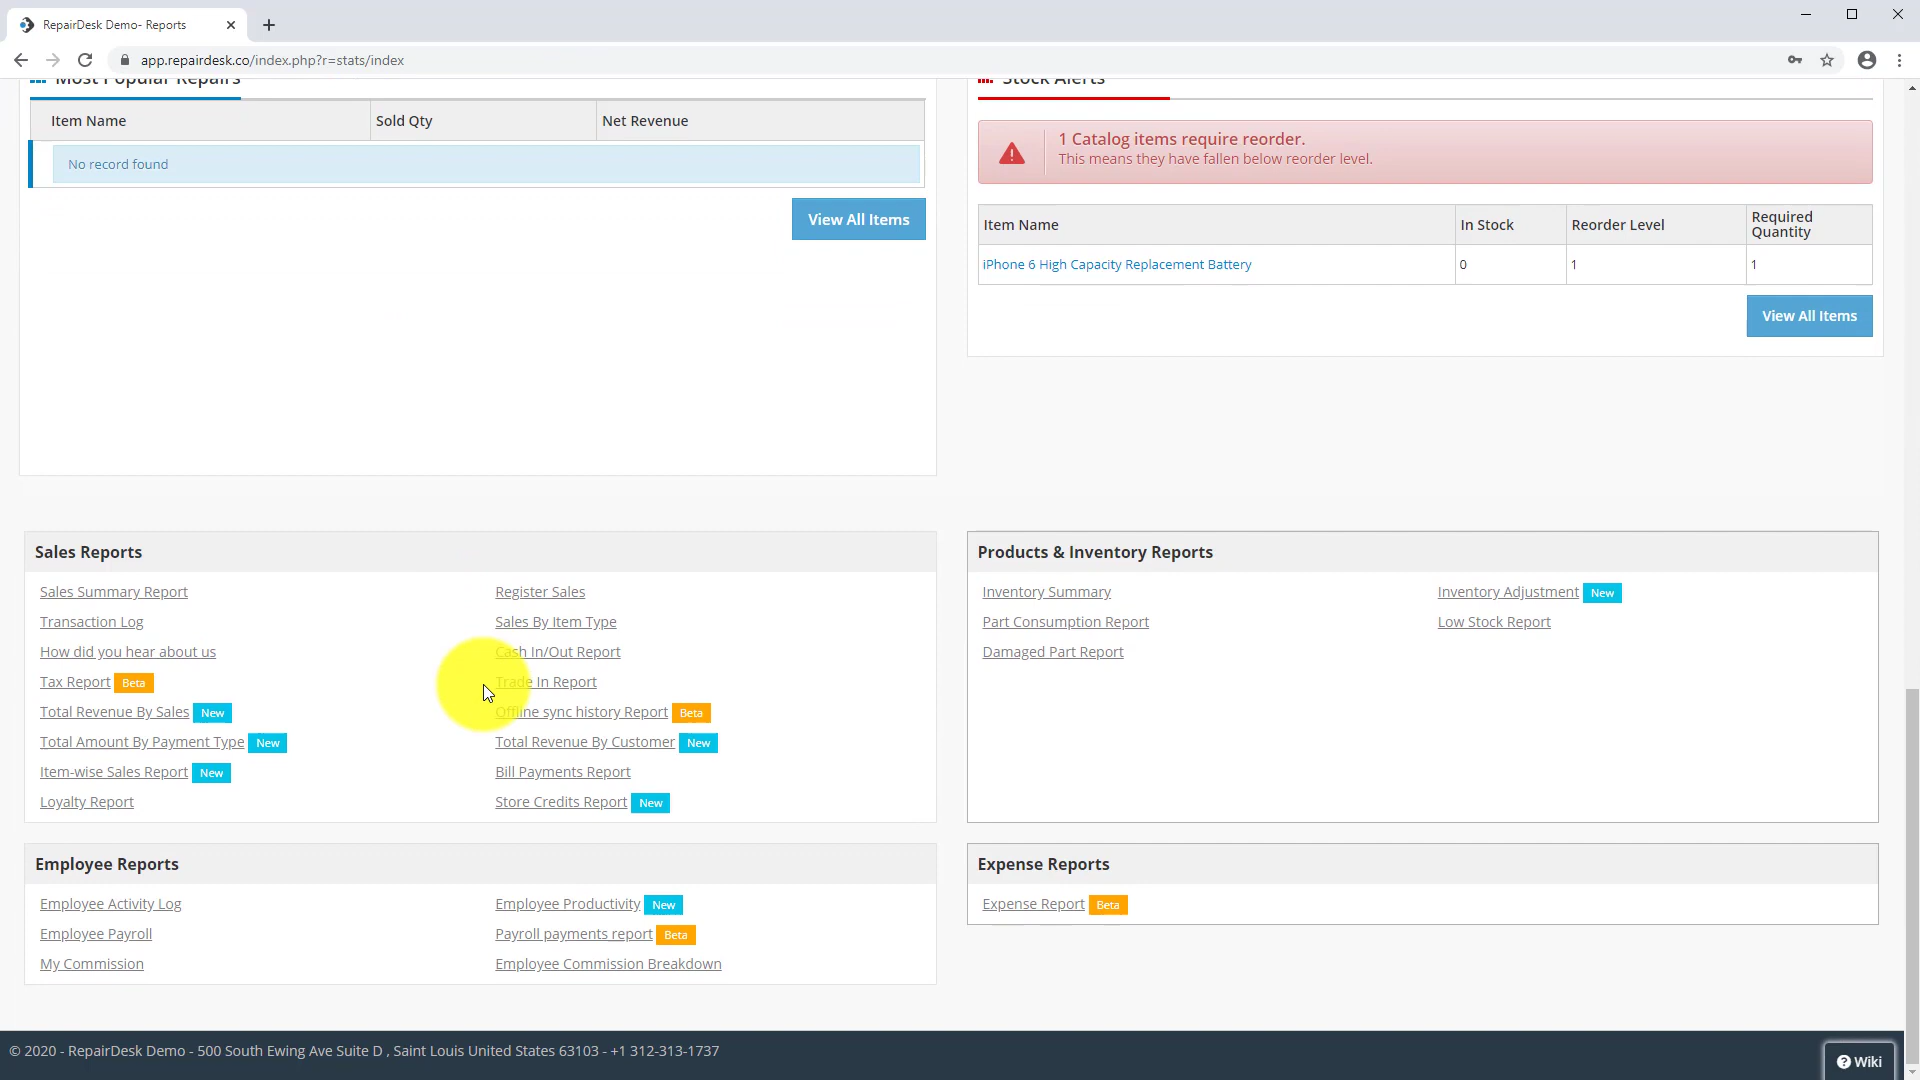 RepairDesk Demo- Reports
app.repairdesk.co/index.php?r=stats/index
Most Popular Repairs
Item Name Sold Qty Net Revenue
No record found
View All Items
Stock Alerts
1 Catalog items require reorder.
This means they have fallen below reorder level.
Item Name In Stock Reorder Level Required
Quantity
iPhone 6 High Capacity Replacement Battery 0 1 1
View All Items
Sales Reports
Sales Summary Report Register Sales
Transaction Log Sales By Item Type
How did you hear about us Cash In/Out Report
Tax Report Beta Trade In Report
Total Revenue By Sales New Offline sync history Report Beta
Total Amount By Payment Type New Total Revenue By Customer New
Item-wise Sales Report New Bill Payments Report
Loyalty Report Store Credits Report New
Products & Inventory Reports
Inventory Summary Inventory Adjustment New
Part Consumption Report Low Stock Report
Damaged Part Report
Employee Reports
Employee Activity Log Employee Productivity New
Employee Payroll Payroll payments report Beta
My Commission Employee Commission Breakdown
Expense Reports
Expense Report Beta
© 2020 - RepairDesk Demo - 500 South Ewing Ave Suite D , Saint Louis United States 63103 - +1 312-313-1737
Wiki